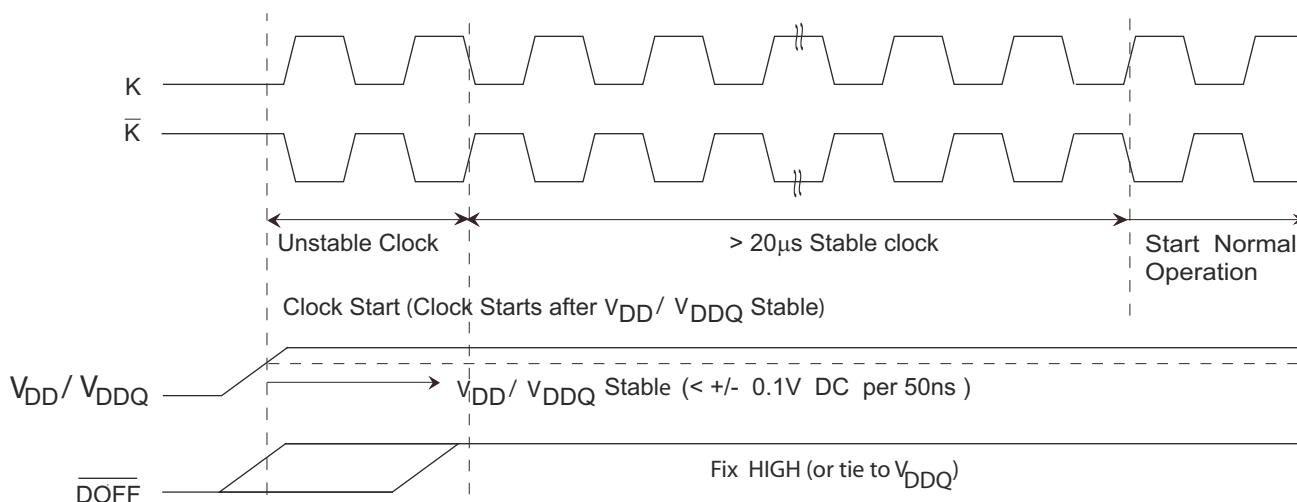 K
K
Unstable Clock
> 20μs Stable clock
Start Normal
Operation
Clock Start (Clock Starts after VDD/ VDDQ Stable)
VDD/ VDDQ
VDD/ VDDQ Stable (< +/- 0.1V DC per 50ns )
Fix HIGH (or tie to VDDQ)
DOFF